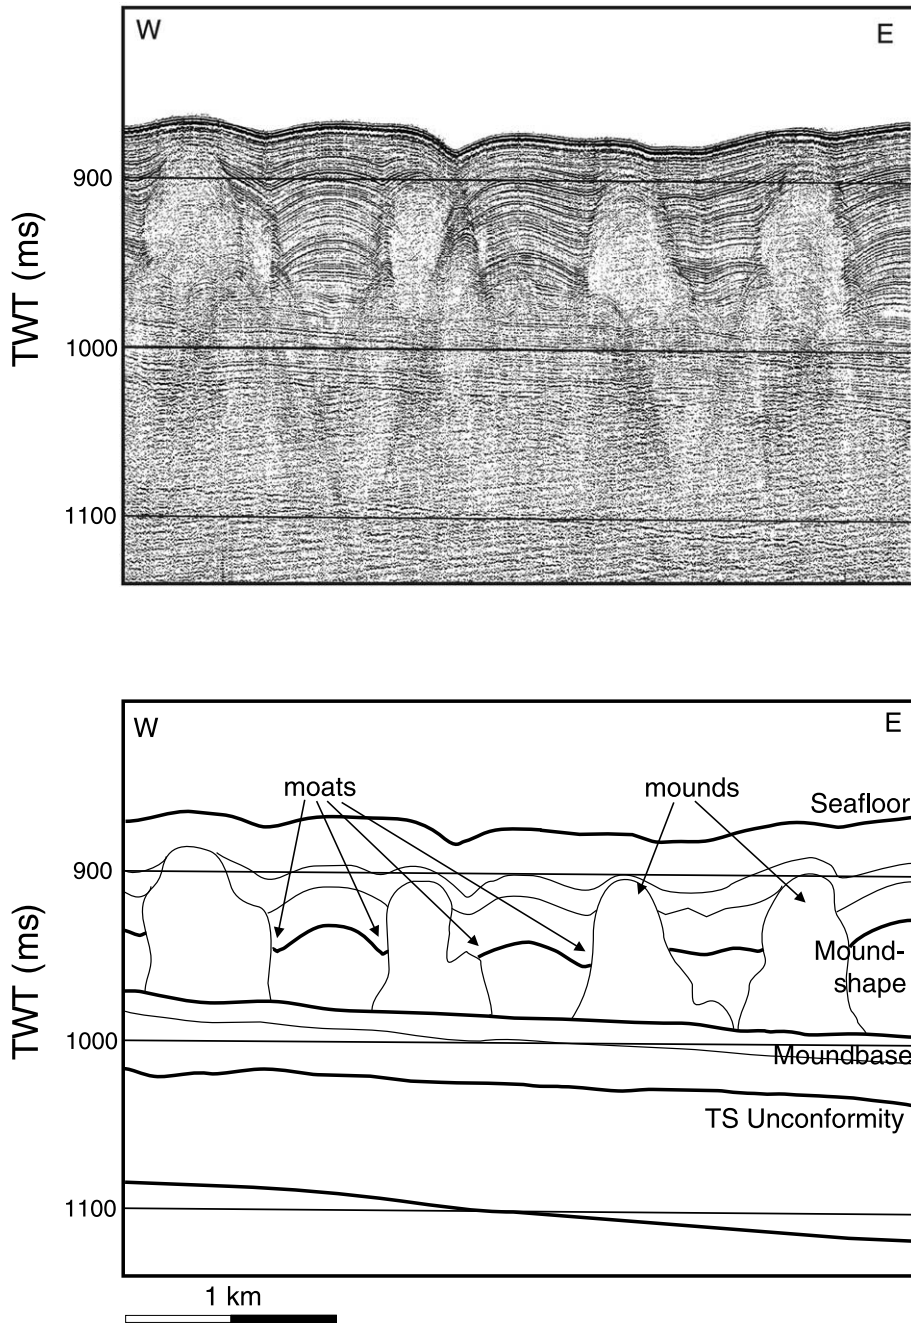 W
E
900
1000
1100
TWT (ms)
W
E
moats
mounds
Seafloor
900
Mound-
shape
1000
Moundbase
TS Unconformity
1100
TWT (ms)
1 km